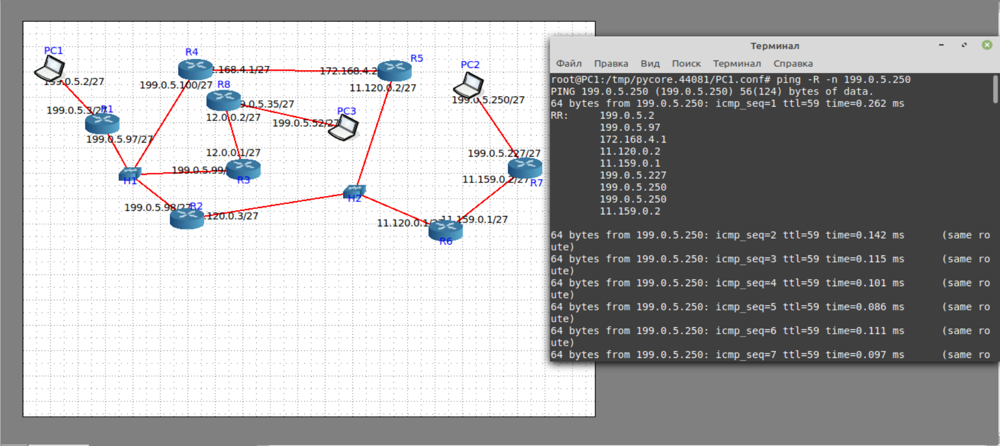 PC1
199.0.5.2/27
199.0.5.3/27
R1
199.0.5.97/27
R4
.168.4.1/27
199.0.5.100/27
R8
9.0.5.35/27
12.0.0.2/27
199.0.5.52/27
PC3
12.0.0.1/27
199.0.5.99/
R3
H1
199.0.5.98/27
R2
.120.0.3/27
172.168.4.2
R5
11.120.0.2/27
PC2
199.0.5.250/27
199.0.5.227/27
11.159.0.2/27
R7
H2
11.120.0.1/27
11.159.0.1/27
R6
Терминал
Файл Правка Вид Поиск Терминал Справка
root@PC1:/tmp/pycore.44081/PC1.conf# ping -R -n 199.0.5.250
PING 199.0.5.250 (199.0.5.250) 56(124) bytes of data.
64 bytes from 199.0.5.250: icmp_seq=1 ttl=59 time=0.262 ms
RR: 199.0.5.2
199.0.5.97
172.168.4.1
11.120.0.2
11.159.0.1
199.0.5.227
199.0.5.250
199.0.5.250
11.159.0.2
64 bytes from 199.0.5.250: icmp_seq=2 ttl=59 time=0.142 ms (same ro
ute)
64 bytes from 199.0.5.250: icmp_seq=3 ttl=59 time=0.115 ms (same ro
ute)
64 bytes from 199.0.5.250: icmp_seq=4 ttl=59 time=0.101 ms (same ro
ute)
64 bytes from 199.0.5.250: icmp_seq=5 ttl=59 time=0.086 ms (same ro
ute)
64 bytes from 199.0.5.250: icmp_seq=6 ttl=59 time=0.111 ms (same ro
ute)
64 bytes from 199.0.5.250: icmp_seq=7 ttl=59 time=0.097 ms (same ro